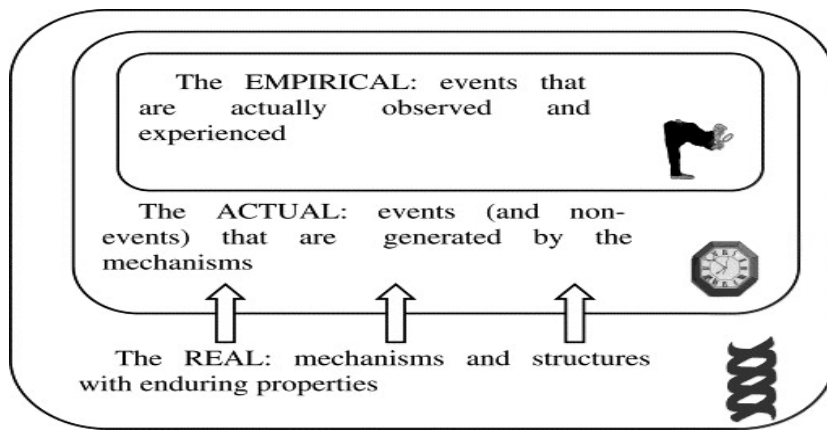 The EMPIRICAL: events that
are actually observed and
experienced
The ACTUAL: events (and non-
events) that are generated by the
mechanisms
The REAL: mechanisms and structures
with enduring properties